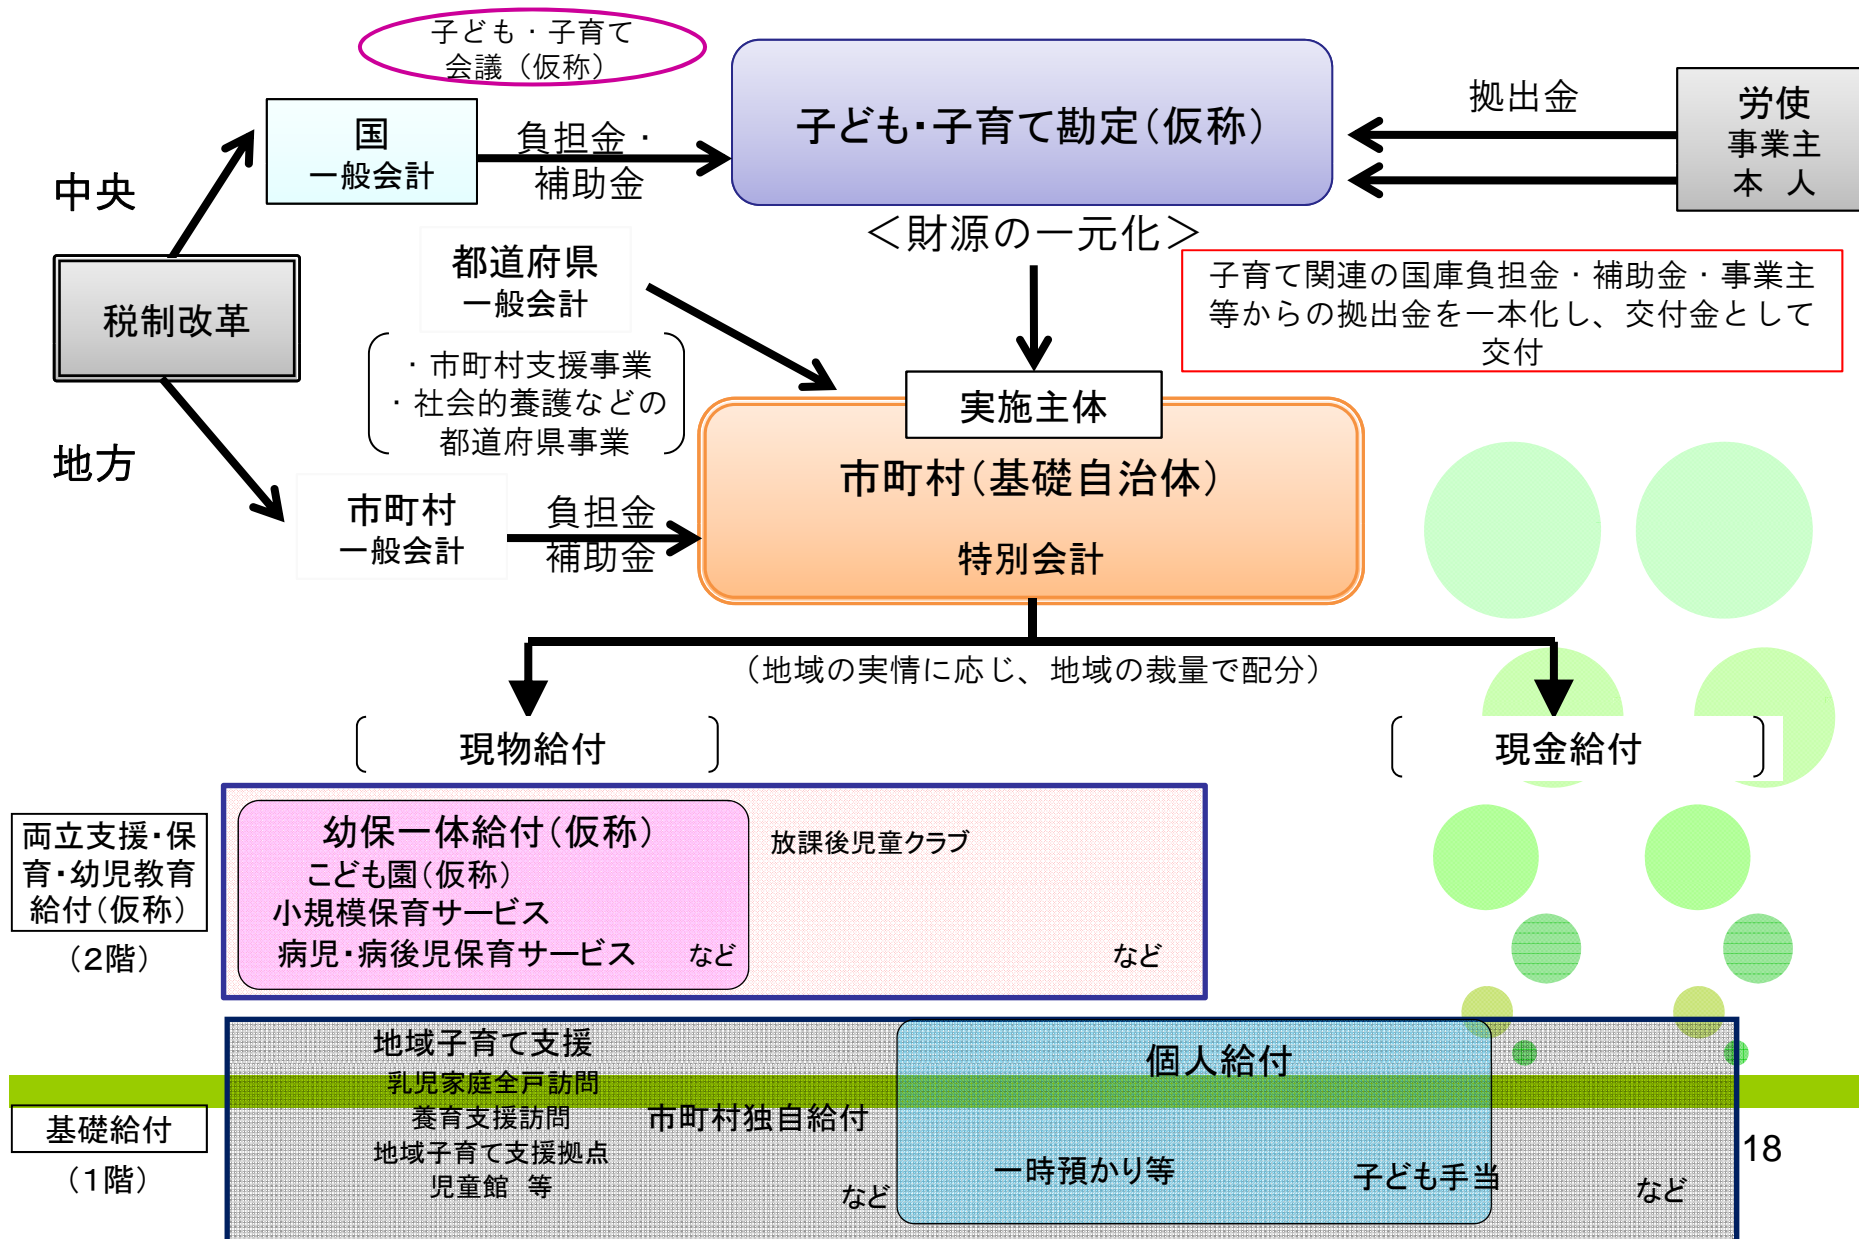 子ども・子育て
会議（仮称）
子ども・子育て勘定（仮称）
拠出金
労使
事業主
本　人
国
一般会計
負担金・
補助金
中央
＜財源の一元化＞
都道府県
一般会計
子育て関連の国庫負担金・補助金・事業主
等からの拠出金を一本化し、交付金として
交付
税制改革
・市町村支援事業
・社会的養護などの
都道府県事業
実施主体
地方
市町村（基礎自治体）
特別会計
市町村
一般会計
負担金
補助金
（地域の実情に応じ、地域の裁量で配分）
現物給付
現金給付
両立支援・保
育・幼児教育
給付（仮称）
（2階）
幼保一体給付（仮称）
こども園（仮称）
小規模保育サービス
病児・病後児保育サービス　など
放課後児童クラブ
など
基礎給付
（1階）
地域子育て支援
乳児家庭全戸訪問
養育支援訪問
地域子育て支援拠点
児童館　等
市町村独自給付
など
個人給付
一時預かり等
子ども手当
など
18